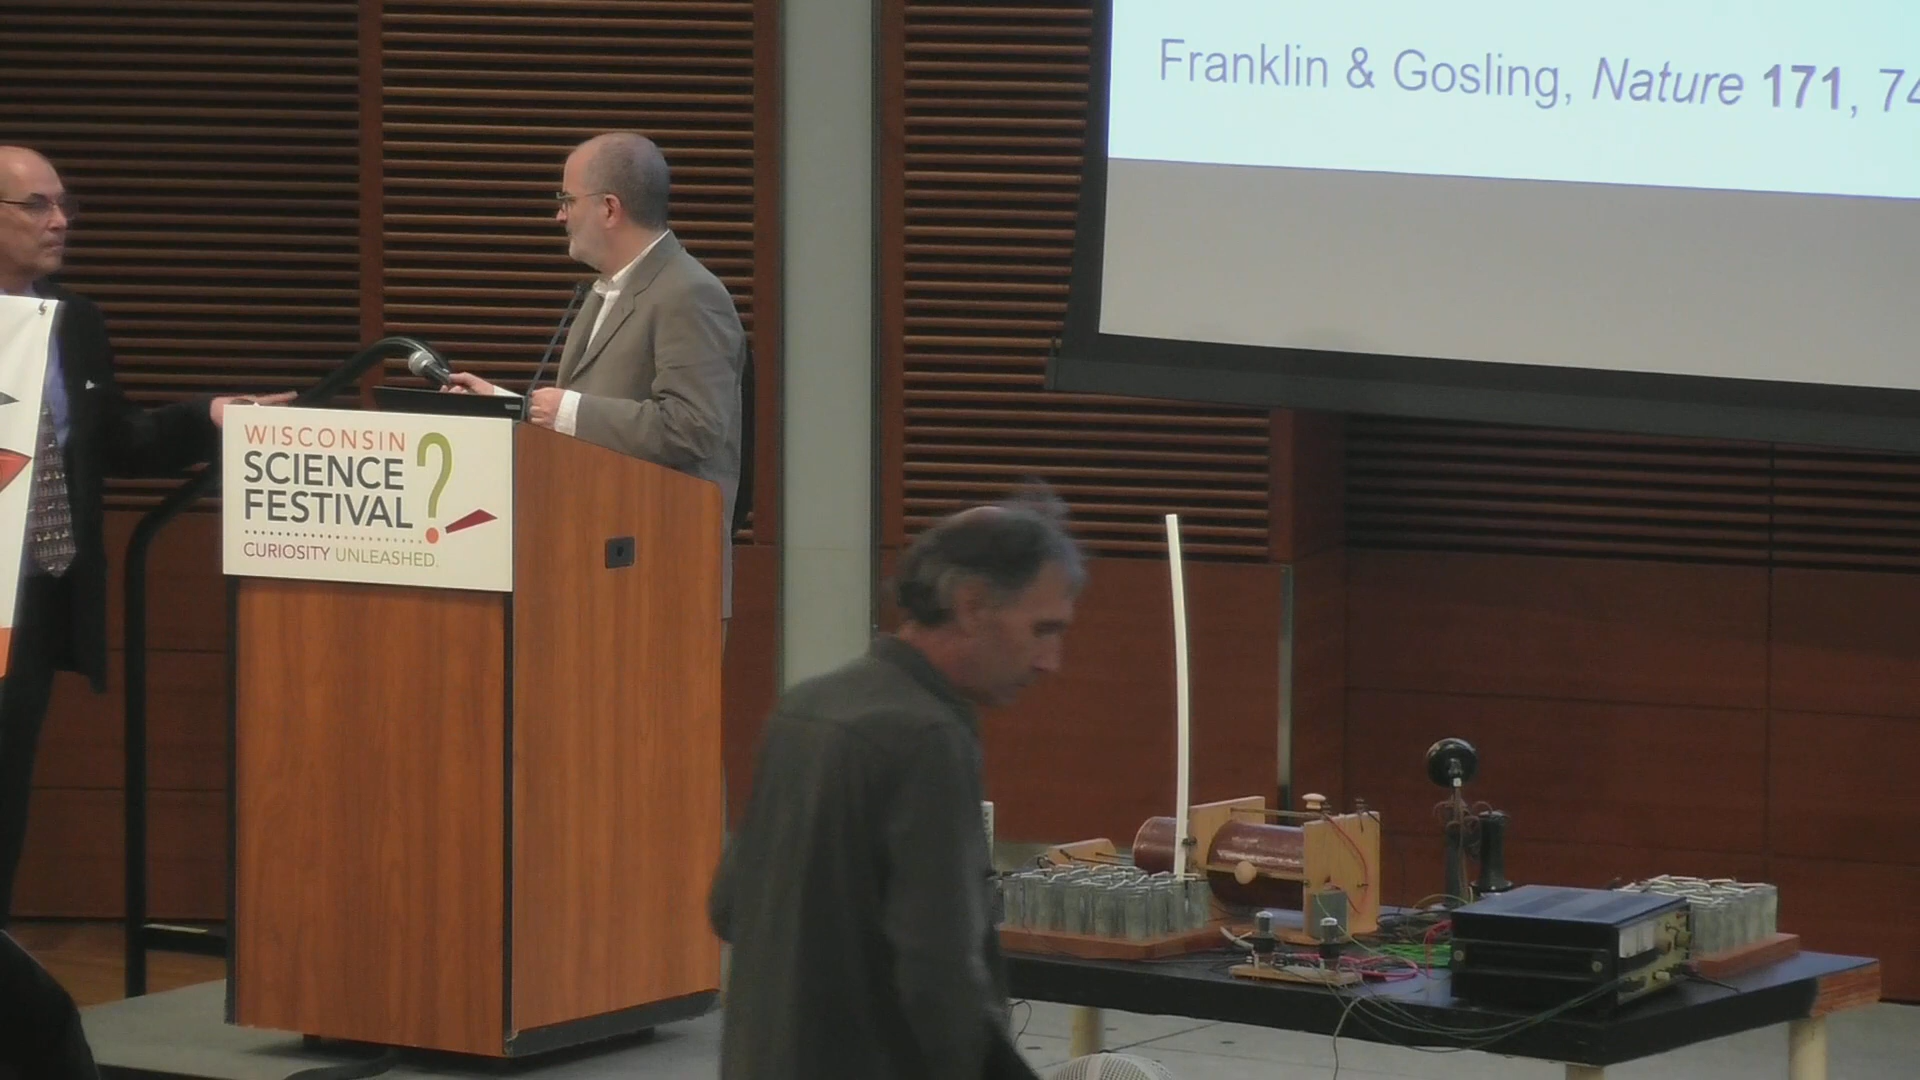 Franklin & Gosling, Nature 171, 74
WISCONSIN
SCIENCE
FESTIVAL
CURIOSITY UNLEASHED.